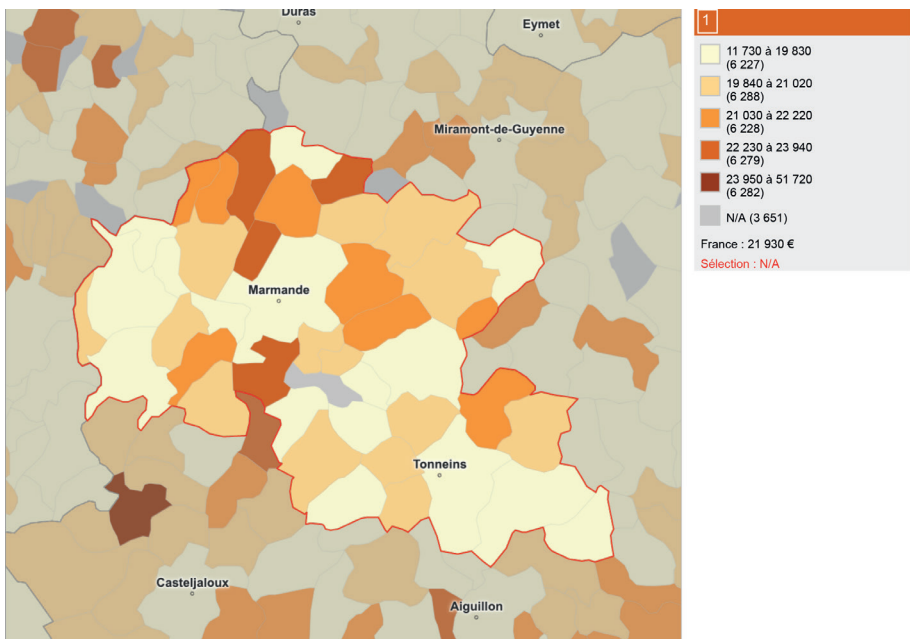 Duras
Eymet
Miramont-de-Guyenne
Marmande
Tonneins
Casteljaloux
Aiguillon
1
11 730 à 19 830
(6 227)
19 840 à 21 020
(6 288)
21 030 à 22 220
(6 228)
22 230 à 23 940
(6 279)
23 950 à 51 720
(6 282)
N/A (3 651)
France : 21 930 €
Sélection : N/A